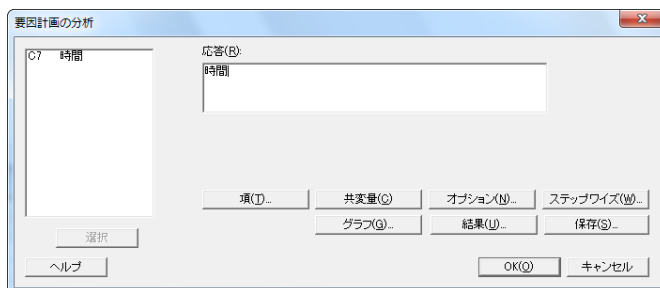 要因計画の分析
C7 時間
応答(R):
時間
項(T)...
共変量(C)
オプション(N)...
ステップワイズ(W)...
グラフ(G)...
結果(U)...
保存(S)...
選択
ヘルプ
OK(O)
キャンセル